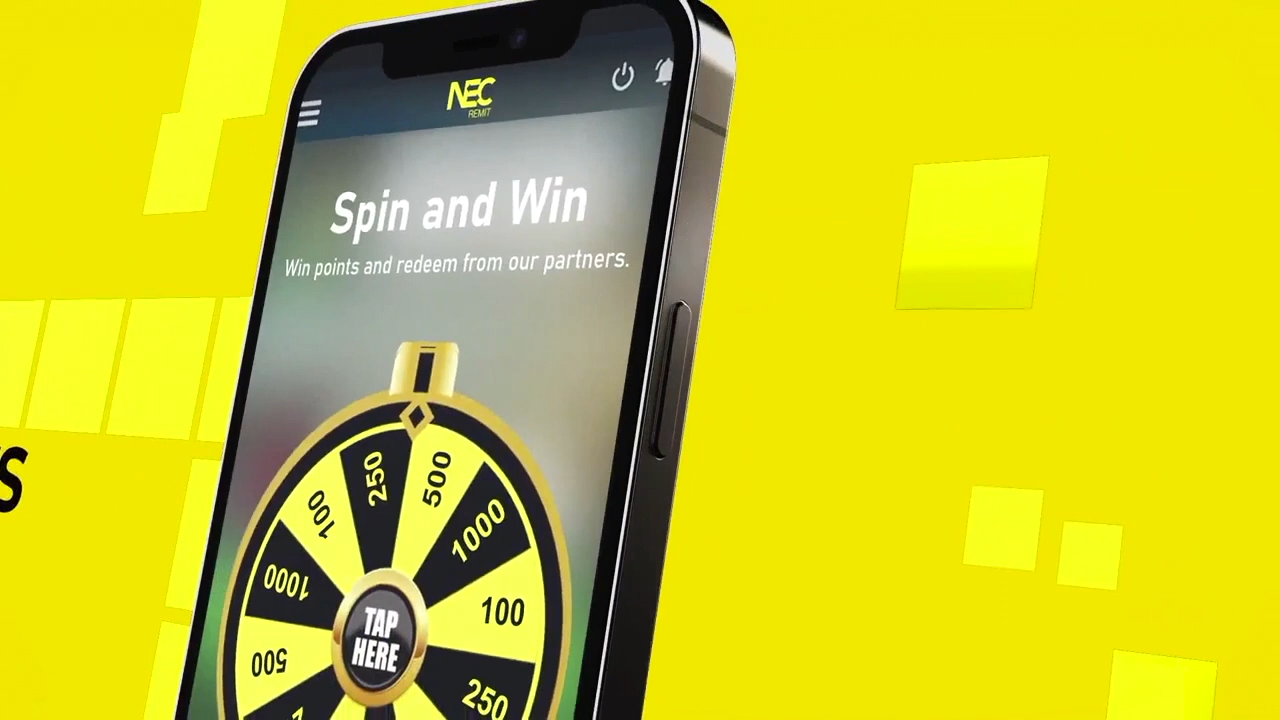 NEC
REMIT
Spin and Win
Win points and redeem from our partners.
250
500
100
1000
1000
100
500
250
TAP
HERE